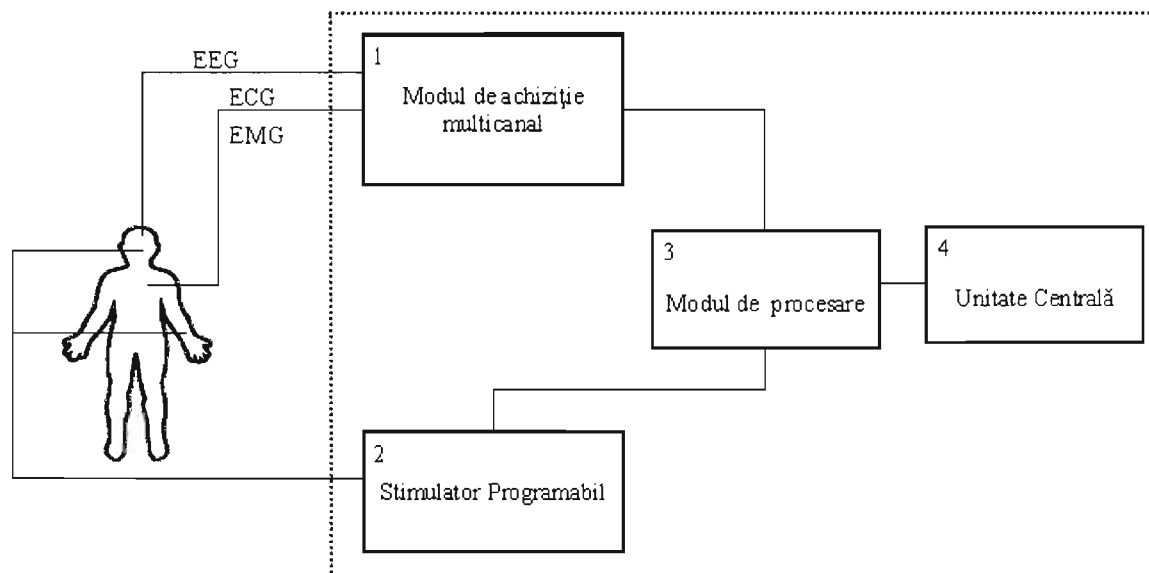 EEG
ECG
EMG
1
Modul de achiziţie
multicanal
3
Modul de procesare
4
Unitate Centrală
2
Stimulator Programabil